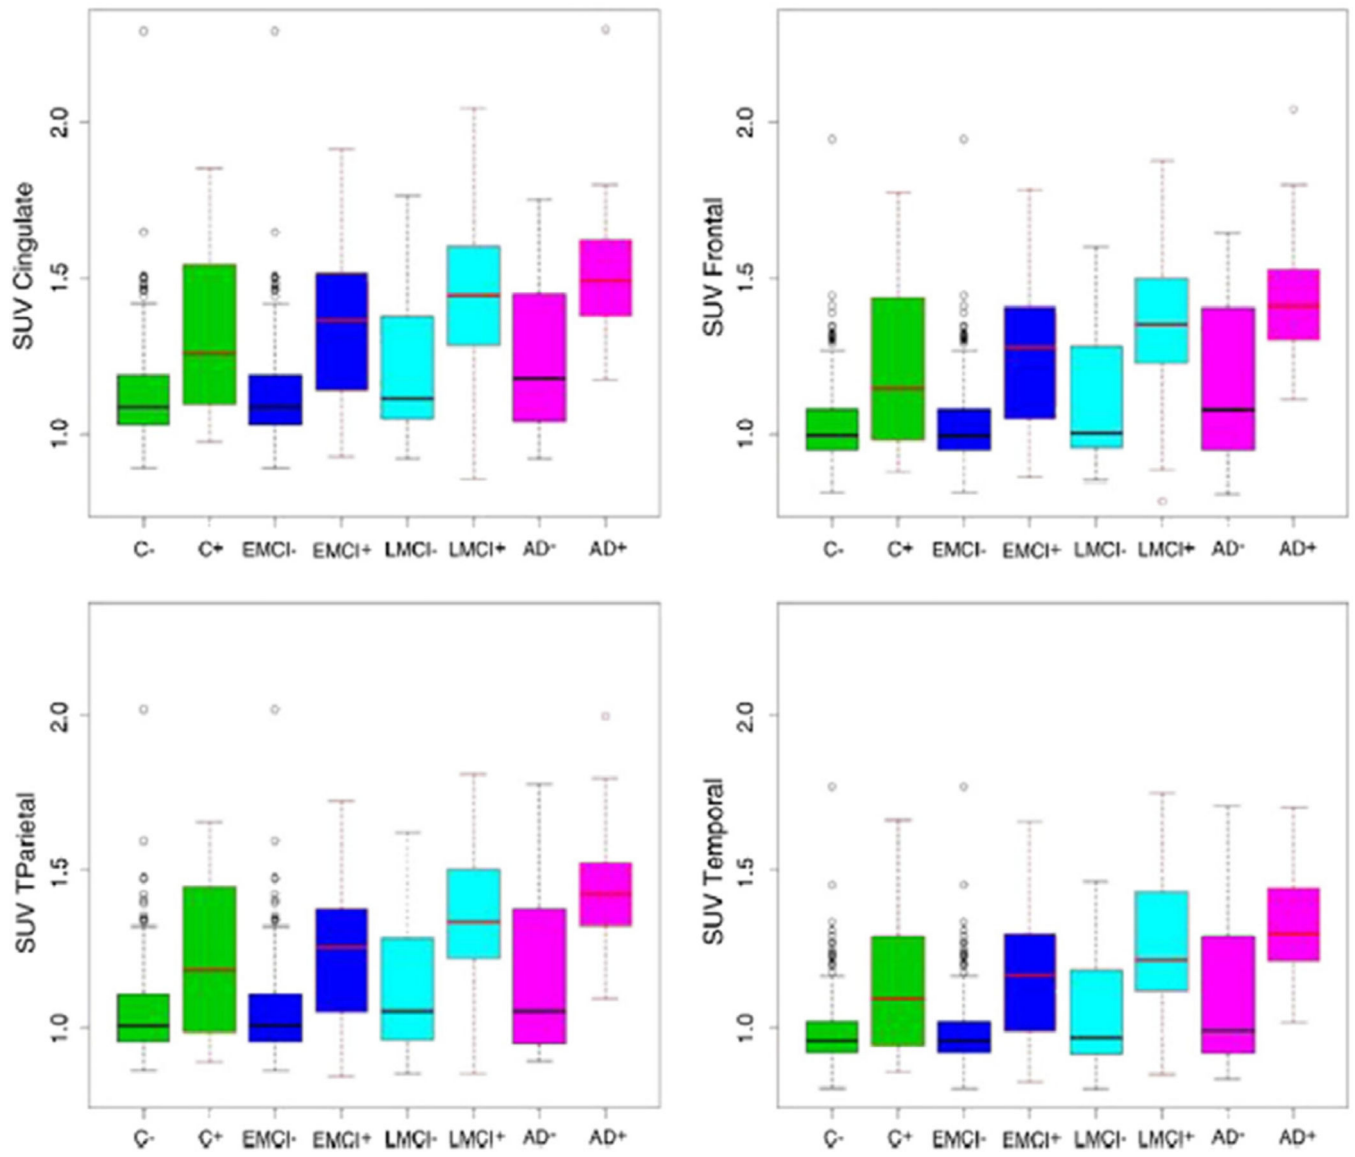 SUV Cingulate
2.0
1.5
1.0
C- C+ EMCI- EMCI+ LMCI- LMCI+ AD- AD+
SUV Frontal
2.0
1.5
1.0
C- C+ EMCI- EMCI+ LMCI- LMCI+ AD- AD+
SUV TParietal
2.0
1.5
1.0
C- C+ EMCI- EMCI+ LMCI- LMCI+ AD- AD+
SUV Temporal
2.0
1.5
1.0
C- C+ EMCI- EMCI+ LMCI- LMCI+ AD- AD+